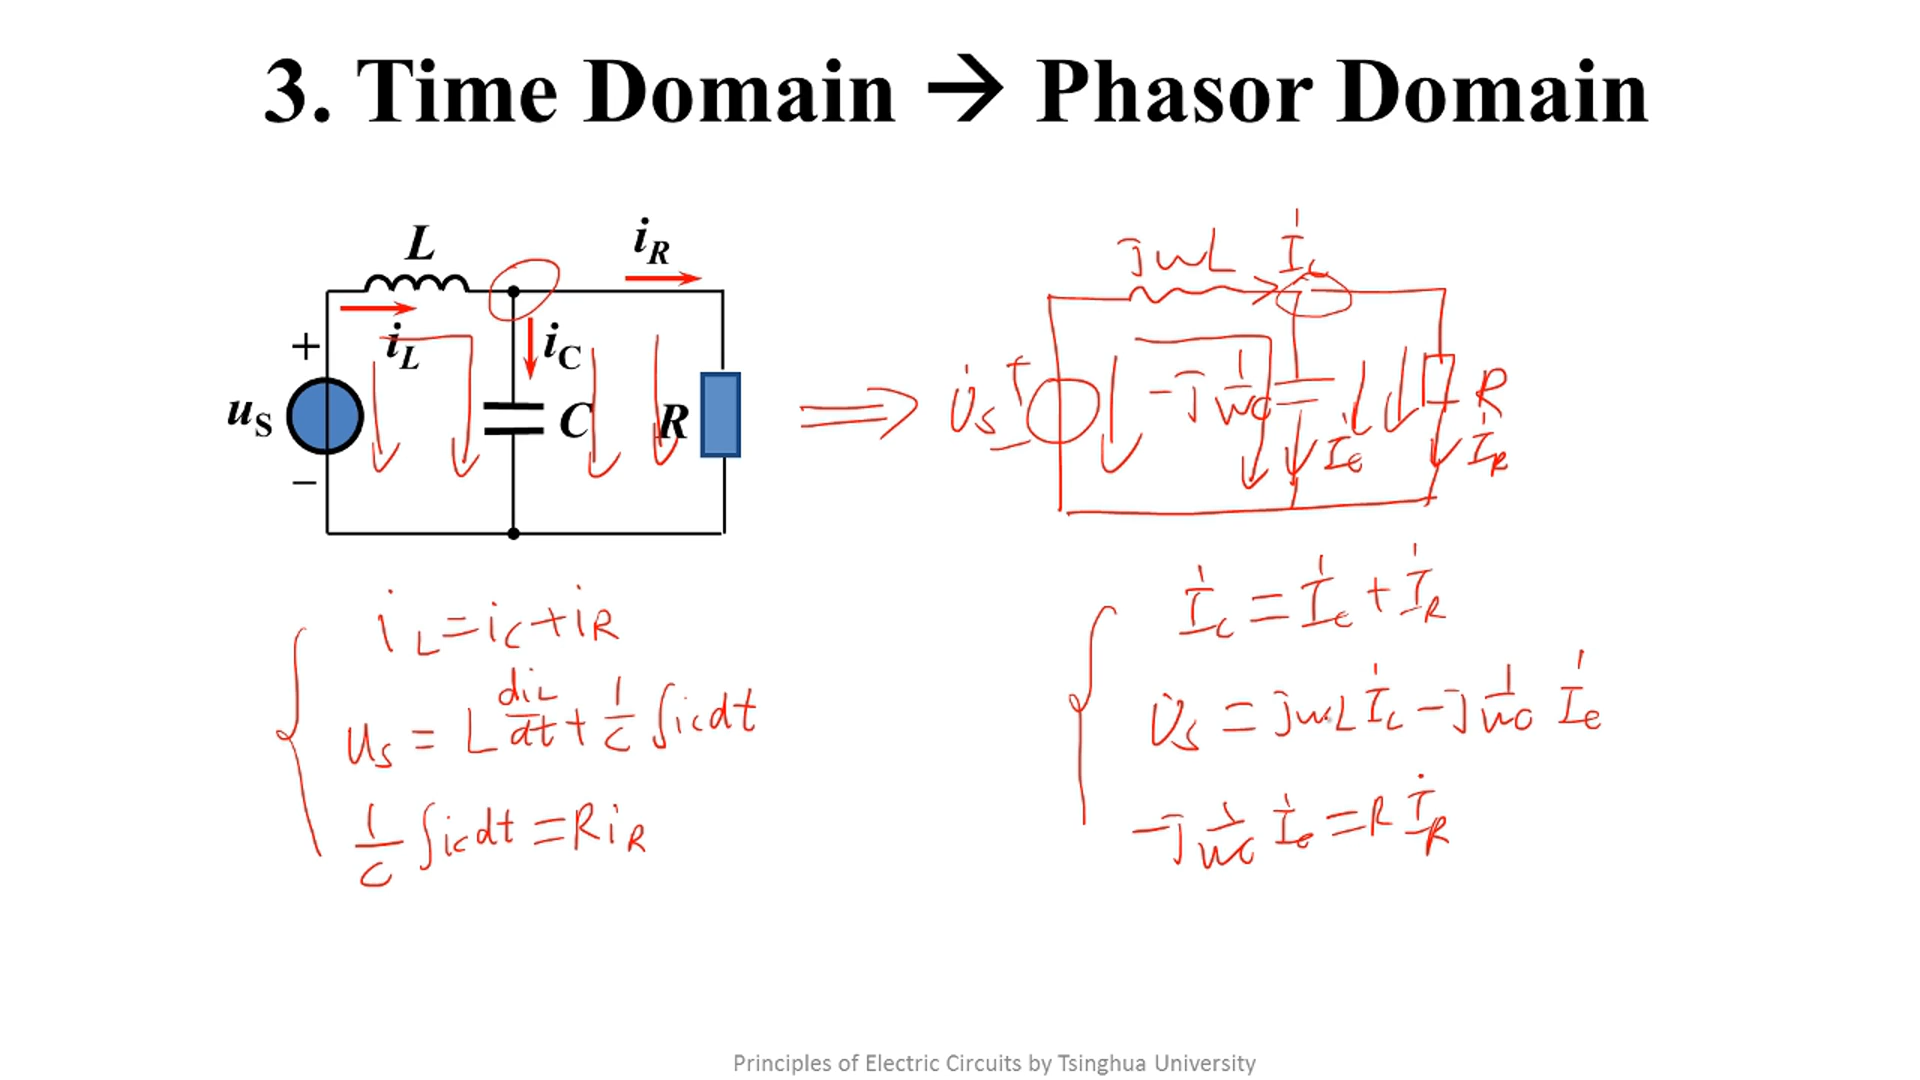 3. Time Domain → Phasor Domain
L
i_R
i_L
i_C
+
u_S
−
C
R
jωL
İ_L
U̇_S
+
−
-j 1/ωC
İ_C
R
İ_R
i_L = i_C + i_R
u_S = L di_L/dt + 1/C ∫i_C dt
1/C ∫i_C dt = R i_R
İ_L = İ_C + İ_R
U̇_S = jωL İ_L - j 1/ωC İ_C
-j 1/ωC İ_C = R İ_R
Principles of Electric Circuits by Tsinghua University